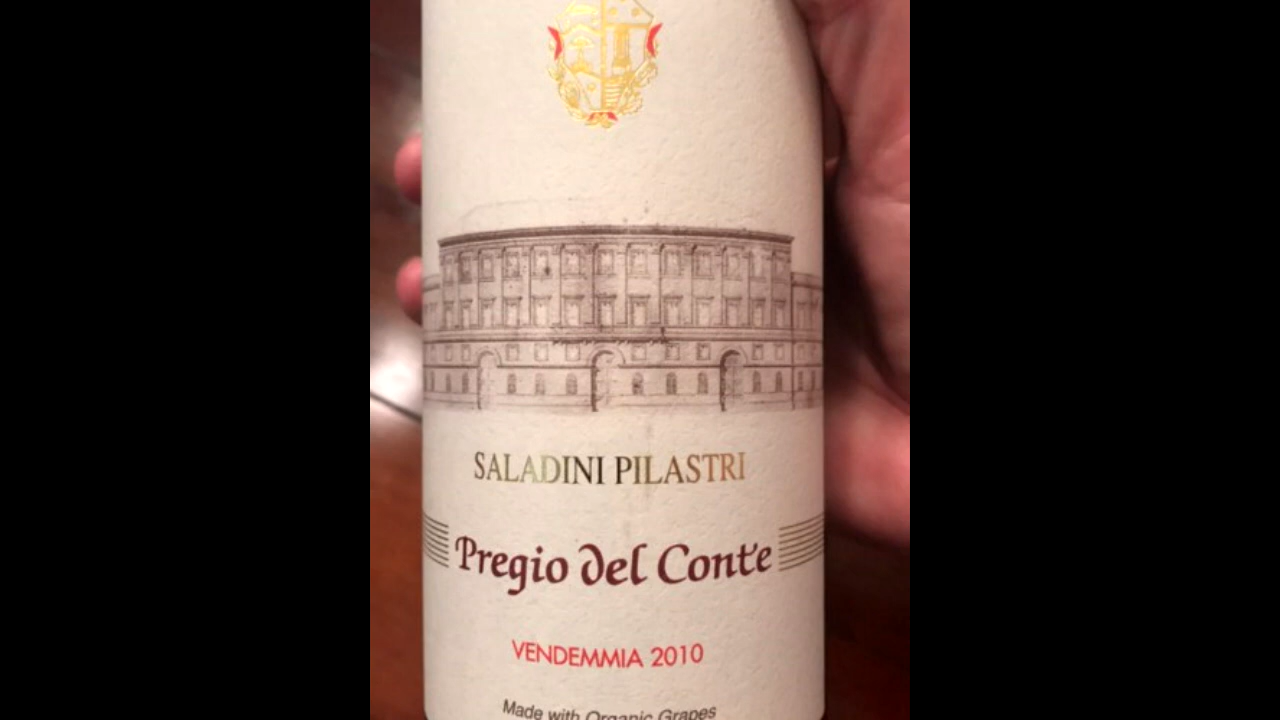 SALADINI PILASTRI
Pregio del Conte
VENDEMMIA 2010
Made with Organic Grapes